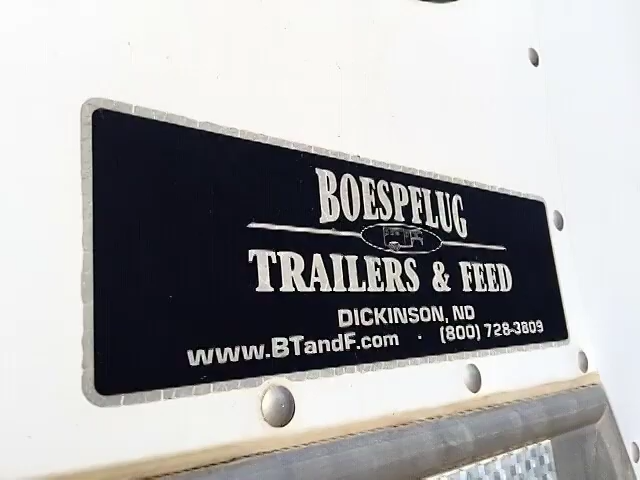 BOESPFLUG
TRAILERS & FEED
DICKINSON, ND
www.BTandF.com · (800) 728-3809